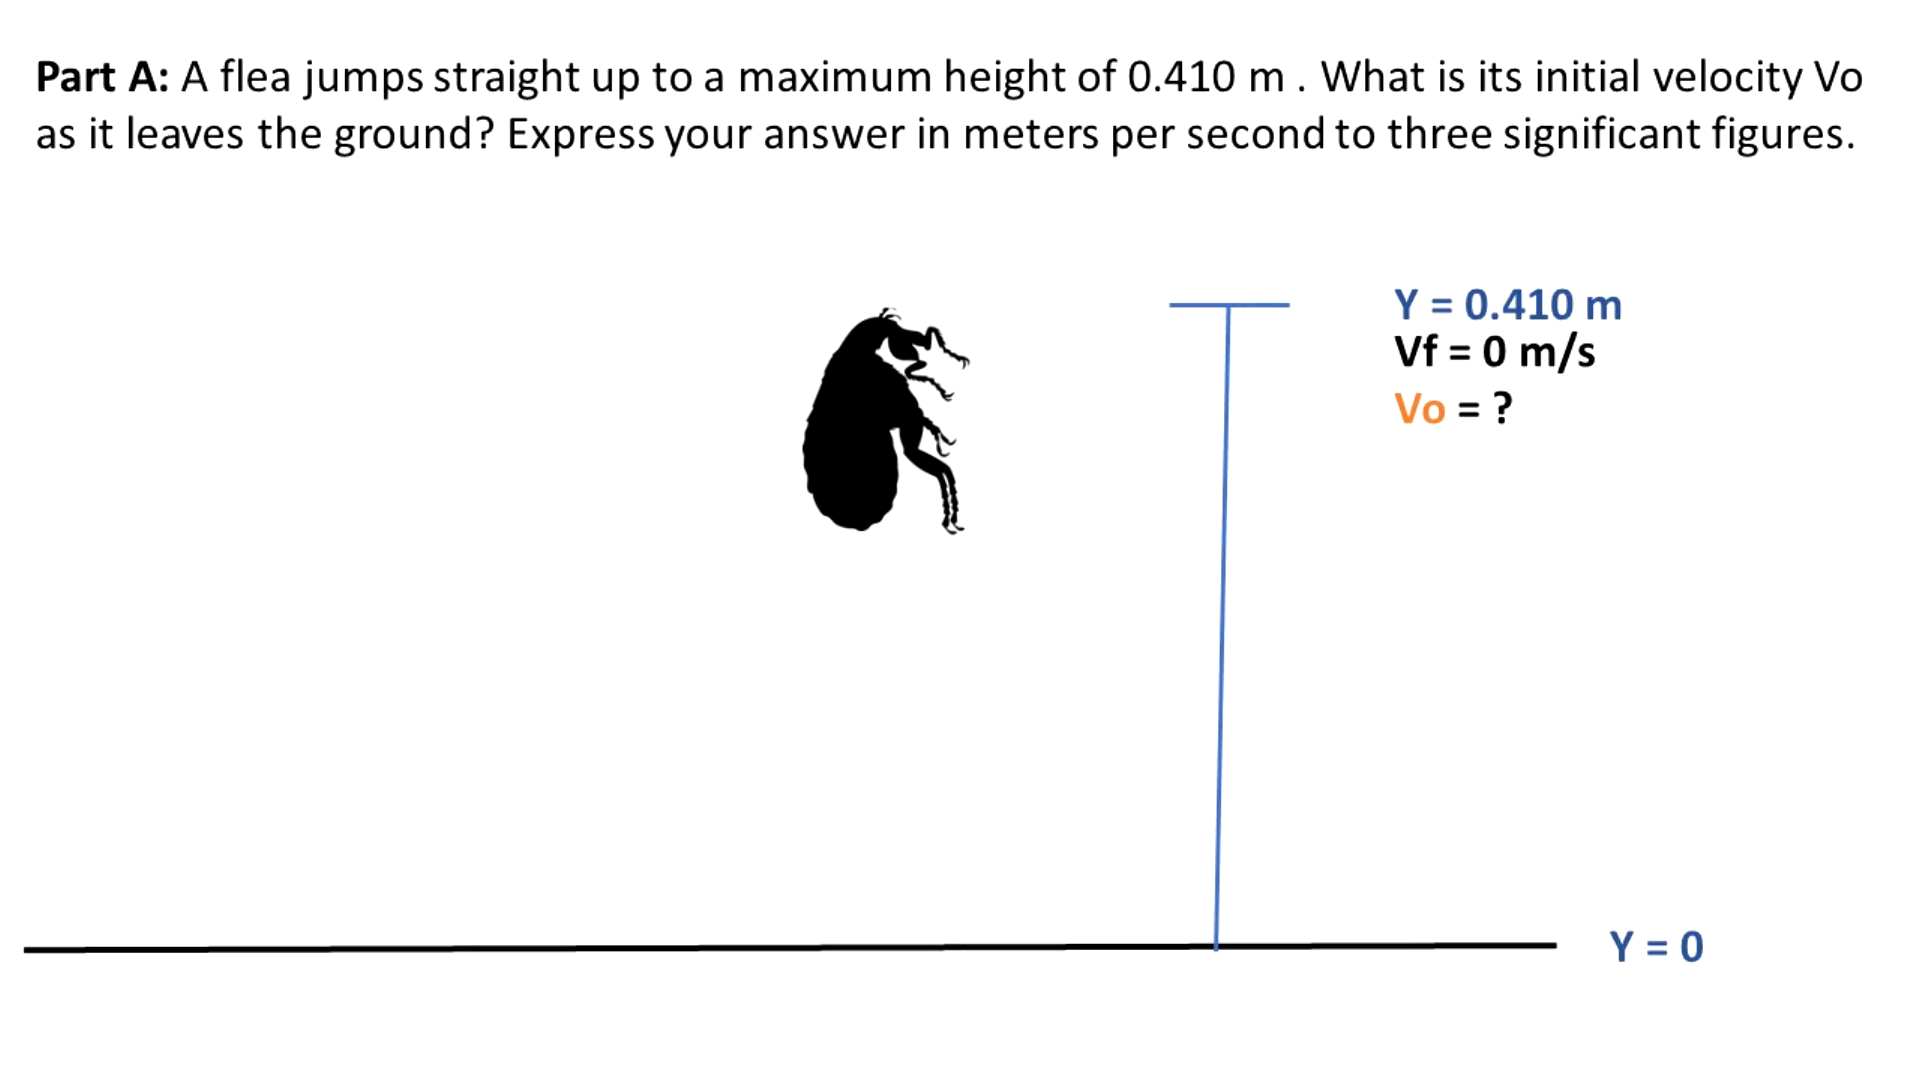 Part A: A flea jumps straight up to a maximum height of 0.410 m . What is its initial velocity Vo
as it leaves the ground? Express your answer in meters per second to three significant figures.
Y = 0.410 m
Vf = 0 m/s
Vo = ?
Y = 0